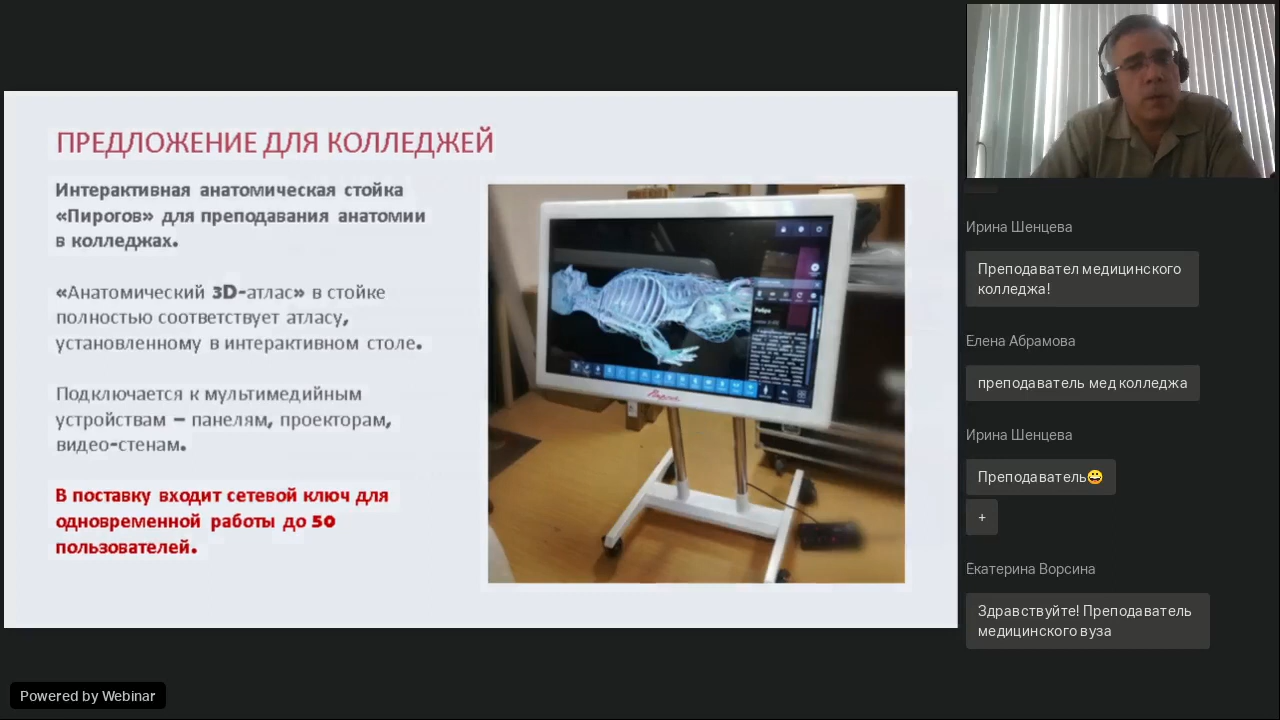 ПРЕДЛОЖЕНИЕ ДЛЯ КОЛЛЕДЖЕЙ
Интерактивная анатомическая стойка
«Пирогов» для преподавания анатомии
в колледжах.
«Анатомический 3D-атлас» в стойке
полностью соответствует атласу,
установленному в интерактивном столе.
Подключается к мультимедийным
устройствам – панелям, проекторам,
видео-стенам.
В поставку входит сетевой ключ для
одновременной работы до 50
пользователей.
Рёбра
Пирогов
Ирина Шенцева
Преподавател медицинского
колледжа!
Елена Абрамова
преподаватель мед колледжа
Ирина Шенцева
Преподаватель😀
+
Екатерина Ворсина
Здравствуйте! Преподаватель
медицинского вуза
Powered by Webinar